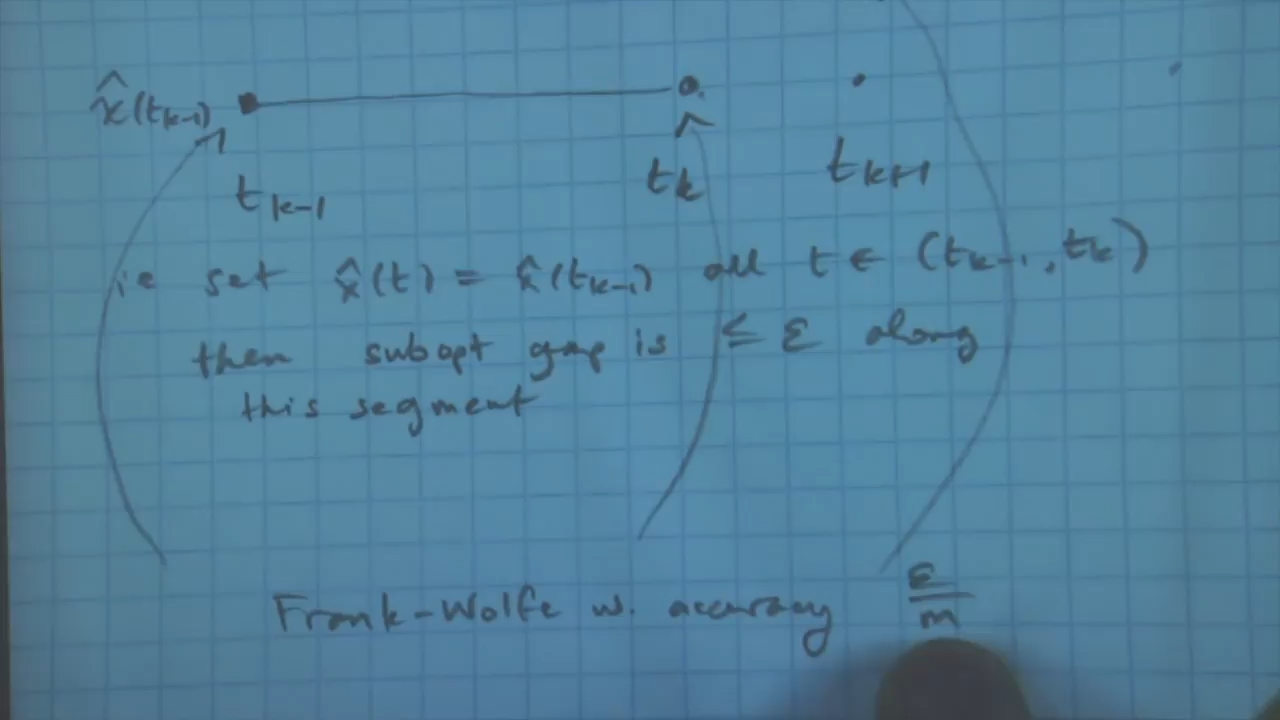 x̂(tₖ₋₁)
tₖ₋₁ tₖ tₖ₊₁
ie set x̂(t) = x̂(tₖ₋₁) all t ∈ (tₖ₋₁, tₖ)
then subopt gap is ≤ ε along
this segment
Frank-Wolfe w. accuracy ε/m